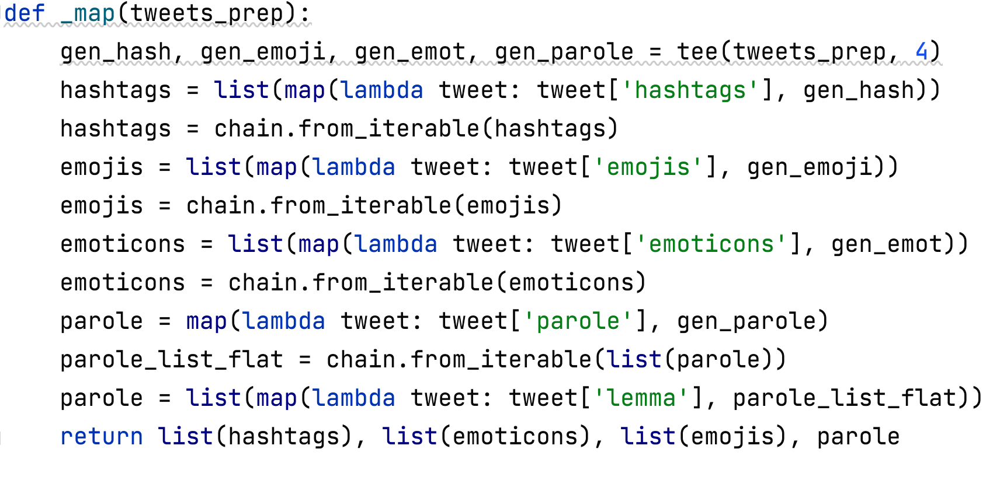 def _map(tweets_prep):
    gen_hash, gen_emoji, gen_emot, gen_parole = tee(tweets_prep, 4)
    hashtags = list(map(lambda tweet: tweet['hashtags'], gen_hash))
    hashtags = chain.from_iterable(hashtags)
    emojis = list(map(lambda tweet: tweet['emojis'], gen_emoji))
    emojis = chain.from_iterable(emojis)
    emoticons = list(map(lambda tweet: tweet['emoticons'], gen_emot))
    emoticons = chain.from_iterable(emoticons)
    parole = map(lambda tweet: tweet['parole'], gen_parole)
    parole_list_flat = chain.from_iterable(list(parole))
    parole = list(map(lambda tweet: tweet['lemma'], parole_list_flat))
    return list(hashtags), list(emoticons), list(emojis), parole